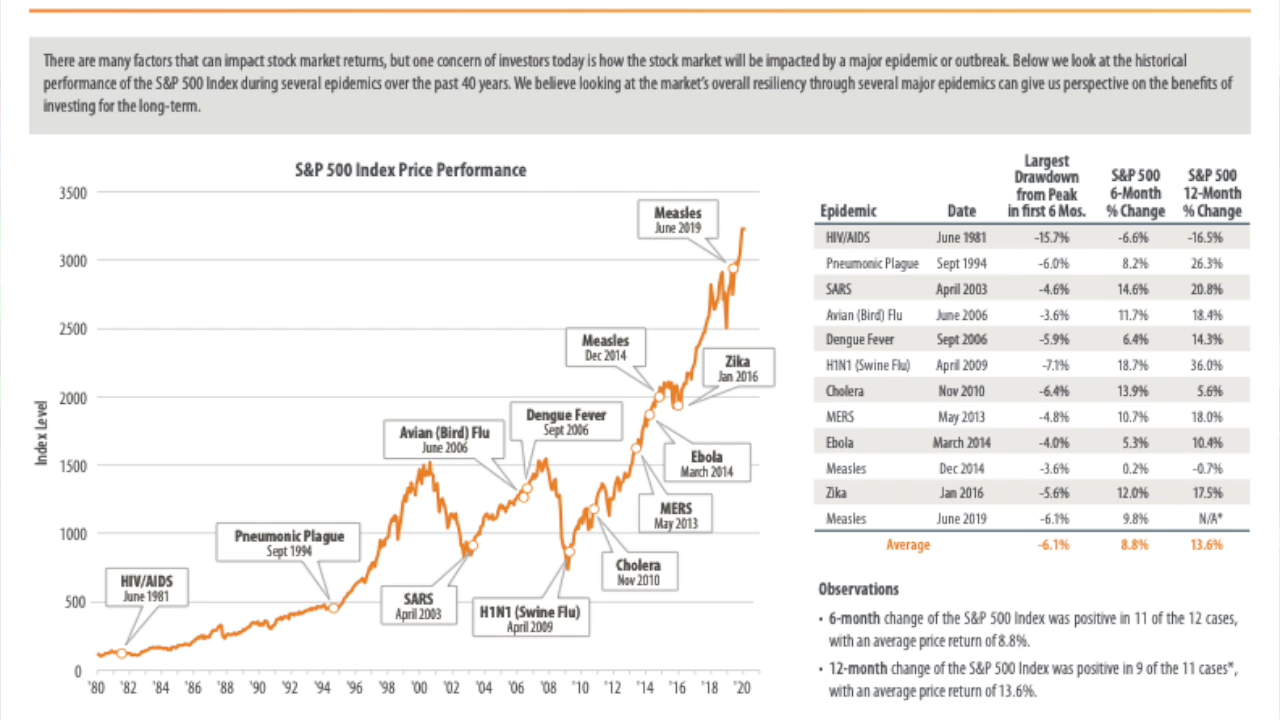 There are many factors that can impact stock market returns, but one concern of investors today is how the stock market will be impacted by a major epidemic or outbreak. Below we look at the historical
performance of the S&P 500 Index during several epidemics over the past 40 years. We believe looking at the market's overall resiliency through several major epidemics can give us perspective on the benefits of
investing for the long-term.
S&P 500 Index Price Performance
Index Level
3500
3000
2500
2000
1500
1000
500
0
'80 '82 '84 '86 '88 '90 '92 '94 '96 '98 '00 '02 '04 '06 '08 '10 '12 '14 '16 '18 '20
HIV/AIDS
June 1981
Pneumonic Plague
Sept 1994
SARS
April 2003
Avian (Bird) Flu
June 2006
Dengue Fever
Sept 2006
H1N1 (Swine Flu)
April 2009
Cholera
Nov 2010
MERS
May 2013
Ebola
March 2014
Measles
Dec 2014
Zika
Jan 2016
Measles
June 2019
Largest
Drawdown
from Peak
in first 6 Mos.
S&P 500
6-Month
% Change
S&P 500
12-Month
% Change
Epidemic Date
HIV/AIDS June 1981 -15.7% -6.6% -16.5%
Pneumonic Plague Sept 1994 -6.0% 8.2% 26.3%
SARS April 2003 -4.6% 14.6% 20.8%
Avian (Bird) Flu June 2006 -3.6% 11.7% 18.4%
Dengue Fever Sept 2006 -5.9% 6.4% 14.3%
H1N1 (Swine Flu) April 2009 -7.1% 18.7% 36.0%
Cholera Nov 2010 -6.4% 13.9% 5.6%
MERS May 2013 -4.8% 10.7% 18.0%
Ebola March 2014 -4.0% 5.3% 10.4%
Measles Dec 2014 -3.6% 0.2% -0.7%
Zika Jan 2016 -5.6% 12.0% 17.5%
Measles June 2019 -6.1% 9.8% N/A*
Average -6.1% 8.8% 13.6%
Observations
• 6-month change of the S&P 500 Index was positive in 11 of the 12 cases,
with an average price return of 8.8%.
• 12-month change of the S&P 500 Index was positive in 9 of the 11 cases*,
with an average price return of 13.6%.